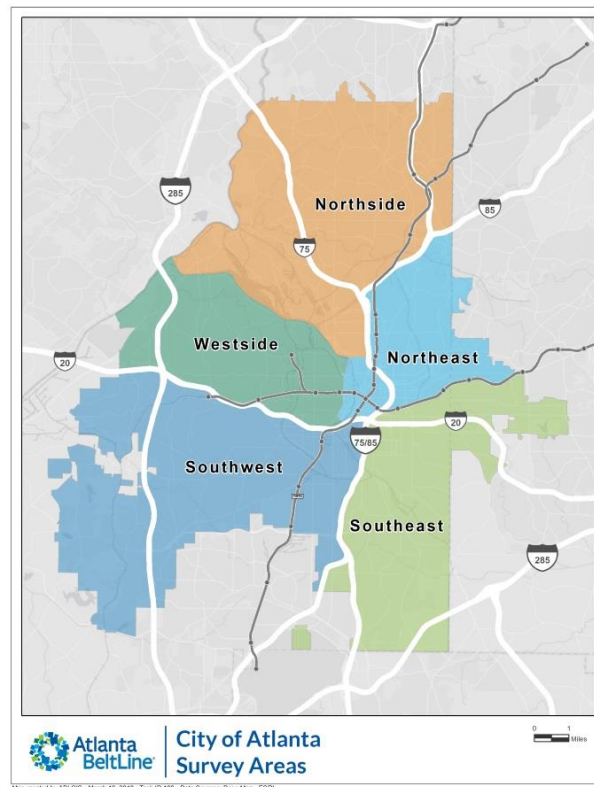 285
Northside
85
75
Westside
Northeast
20
20
75/85
Southwest
Southeast
285
0 1
Miles
Atlanta
BeltLine
City of Atlanta
Survey Areas